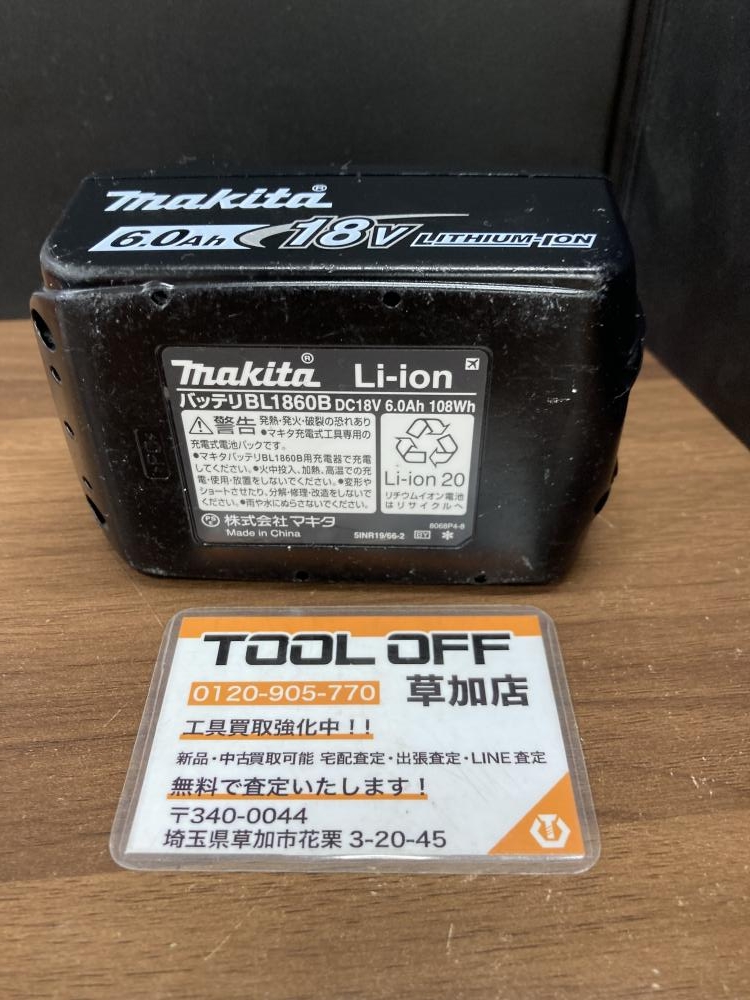 makita®
6.0Ah 18V LITHIUM-ION
makita® Li-ion
バッテリBL1860B DC18V 6.0Ah 108Wh
警告 発熱・発火・破裂の恐れあり
●マキタ充電式工具専用の
充電式電池パックです。
●マキタバッテリBL1860B用充電器で充電
してください。●火中投入、加熱、高温での充
電・使用・放置をしないでください。●変形や
ショートさせたり、分解・修理・改造をしないで
ください。●雨や水にぬらさないでください。
Li-ion 20
リチウムイオン電池
はリサイクルへ
株式会社マキタ
Made in China
8068P4-8
5INR19/66-2 BY
TOOL OFF
0120-905-770 草加店
工具買取強化中！！
新品・中古買取可能 宅配査定・出張査定・LINE査定
無料で査定いたします！
〒340-0044
埼玉県草加市花栗 3-20-45